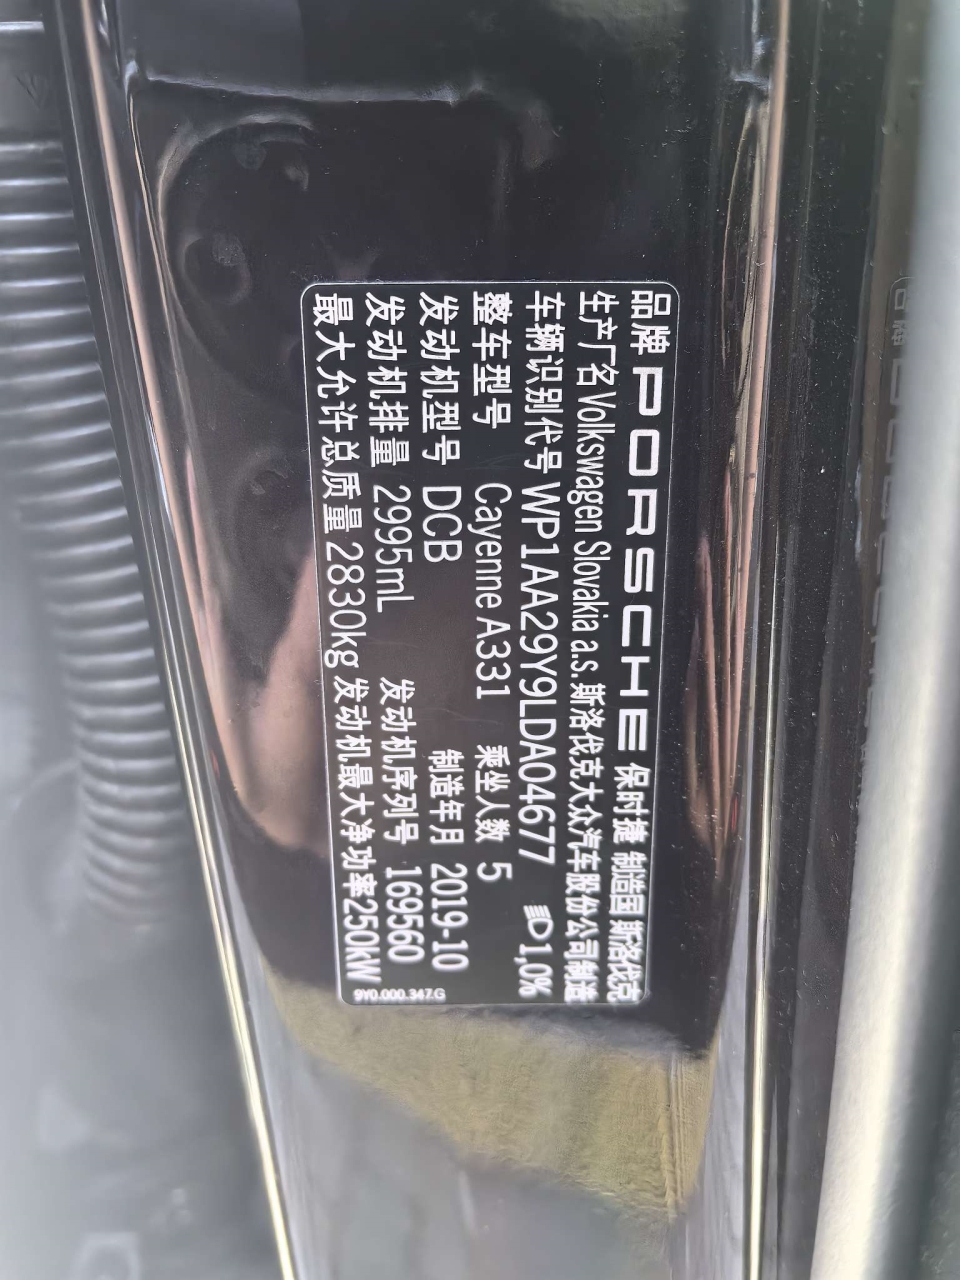 品牌 PORSCHE 保时捷 制造国 斯洛伐克
生产厂名 Volkswagen Slovakia a.s. 斯洛伐克大众汽车股份公司制造
车辆识别代号 WP1AA29Y9LDA04677 1,0%
整车型号 Cayenne A331 乘坐人数 5
发动机型号 DCB 制造年月 2019-10
发动机排量 2995mL 发动机序列号 169560
最大允许总质量 2830kg 发动机最大净功率250kW
9Y0.000.347.G